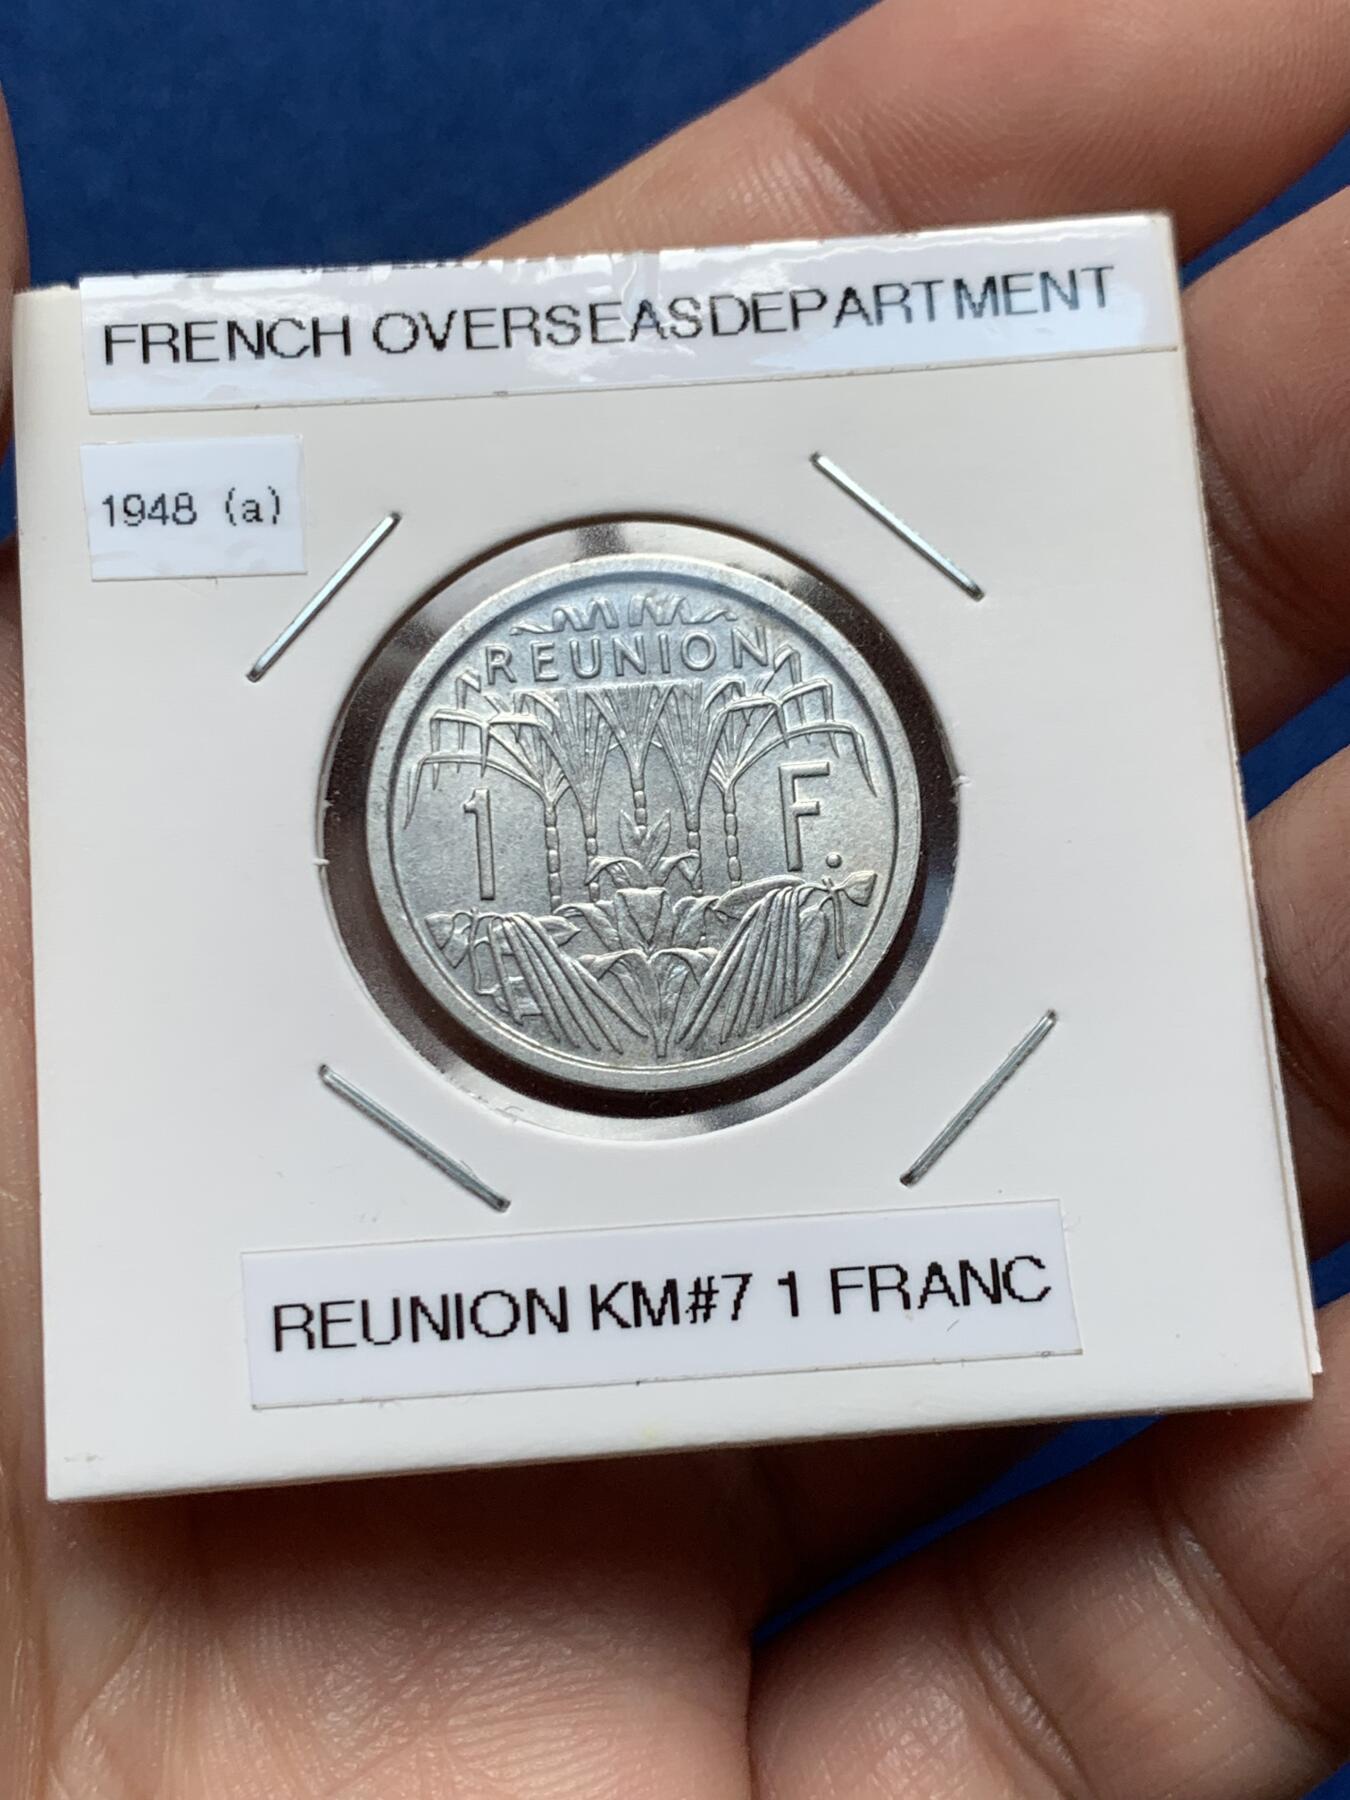 FRENCH OVERSEASDEPARTMENT
1948 (a)
REUNION
1 F.
REUNION KM#7 1 FRANC